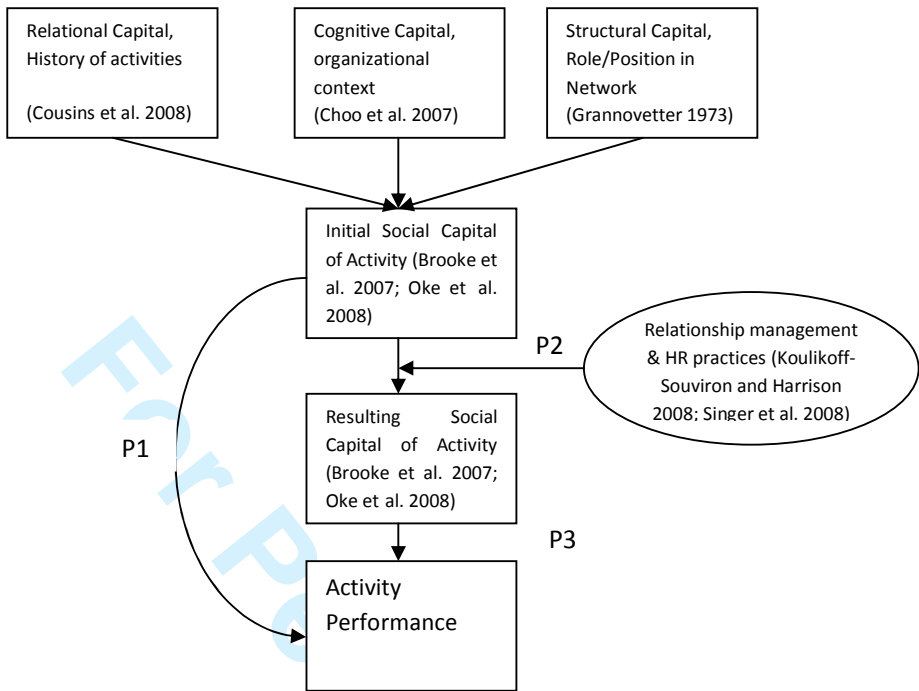 Relational Capital,
History of activities
(Cousins et al. 2008)
Cognitive Capital,
organizational
context
(Choo et al. 2007)
Structural Capital,
Role/Position in
Network
(Grannovetter 1973)
Initial Social Capital
of Activity (Brooke et
al. 2007; Oke et al.
2008)
P2
Relationship management
& HR practices (Koulikoff-
Souviron and Harrison
2008; Singer et al. 2008)
P1
Resulting Social
Capital of Activity
(Brooke et al. 2007;
Oke et al. 2008)
P3
Activity
Performance
For Pe